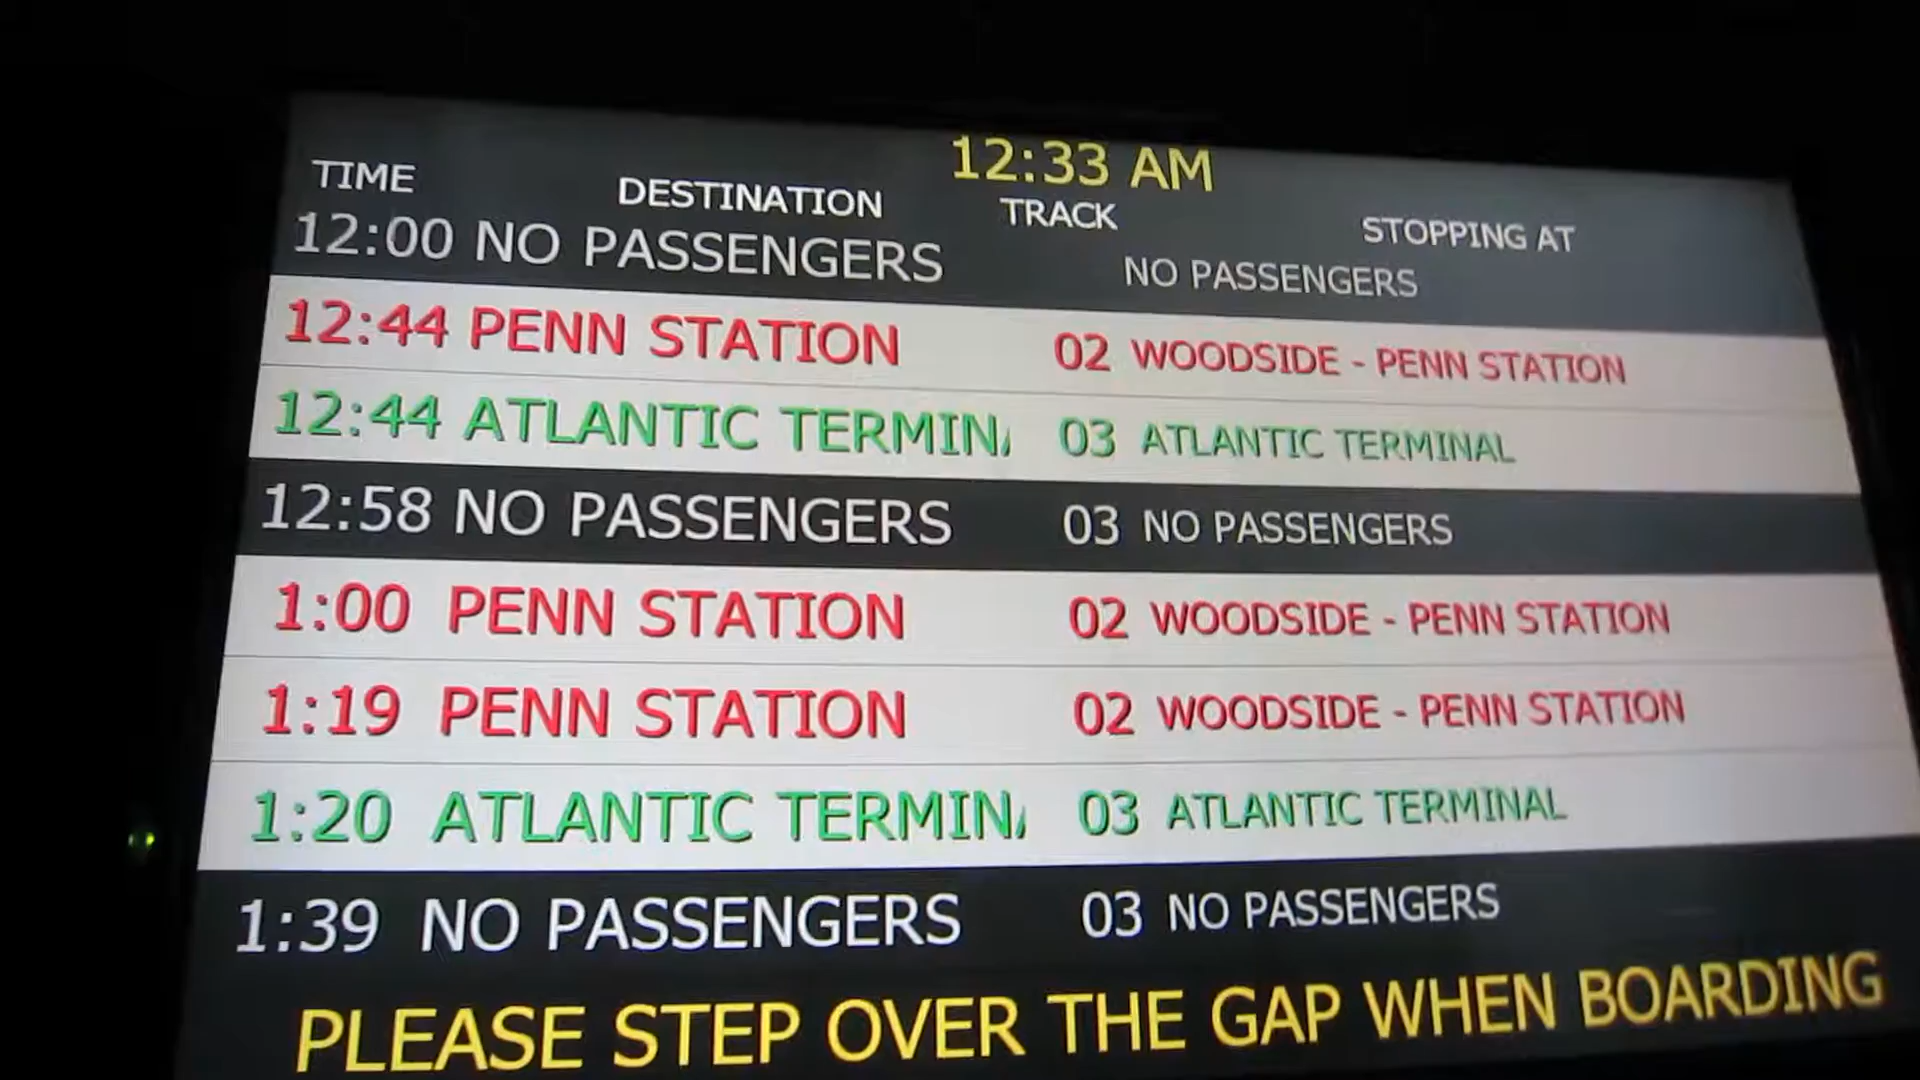 12:33 AM
TIME DESTINATION TRACK STOPPING AT
12:00 NO PASSENGERS NO PASSENGERS
12:44 PENN STATION 02 WOODSIDE - PENN STATION
12:44 ATLANTIC TERMIN 03 ATLANTIC TERMINAL
12:58 NO PASSENGERS 03 NO PASSENGERS
1:00 PENN STATION 02 WOODSIDE - PENN STATION
1:19 PENN STATION 02 WOODSIDE - PENN STATION
1:20 ATLANTIC TERMIN 03 ATLANTIC TERMINAL
1:39 NO PASSENGERS 03 NO PASSENGERS
PLEASE STEP OVER THE GAP WHEN BOARDING